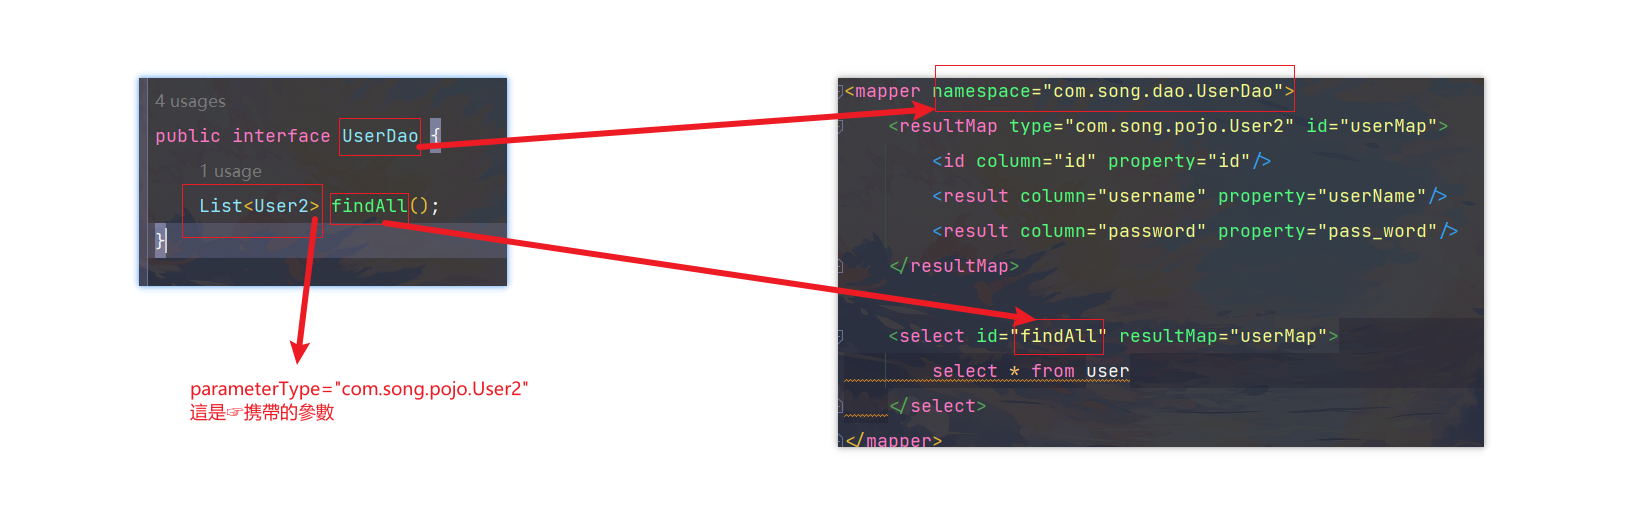 4 usages
public interface UserDao {
1 usage
List<User2> findAll();
}
parameterType="com.song.pojo.User2"
這是☞携帶的參數
<mapper namespace="com.song.dao.UserDao">
<resultMap type="com.song.pojo.User2" id="userMap">
<id column="id" property="id"/>
<result column="username" property="userName"/>
<result column="password" property="pass_word"/>
</resultMap>
<select id="findAll" resultMap="userMap">
select * from user
</select>
</mapper>